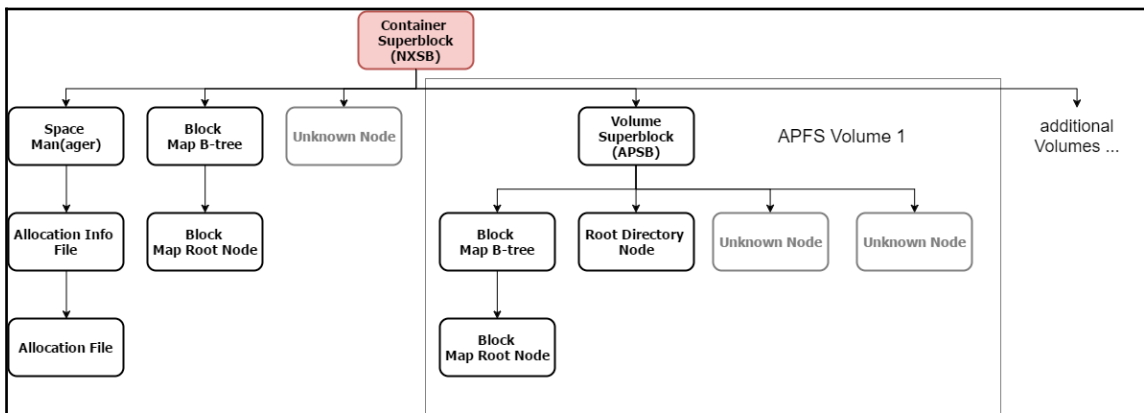 Container
Superblock
(NXSB)
Space
Man(ager)
Block
Map B-tree
Unknown Node
Volume
Superblock
(APSB)
APFS Volume 1
additional
Volumes ...
Allocation Info
File
Block
Map Root Node
Block
Map B-tree
Root Directory
Node
Unknown Node
Unknown Node
Allocation File
Block
Map Root Node